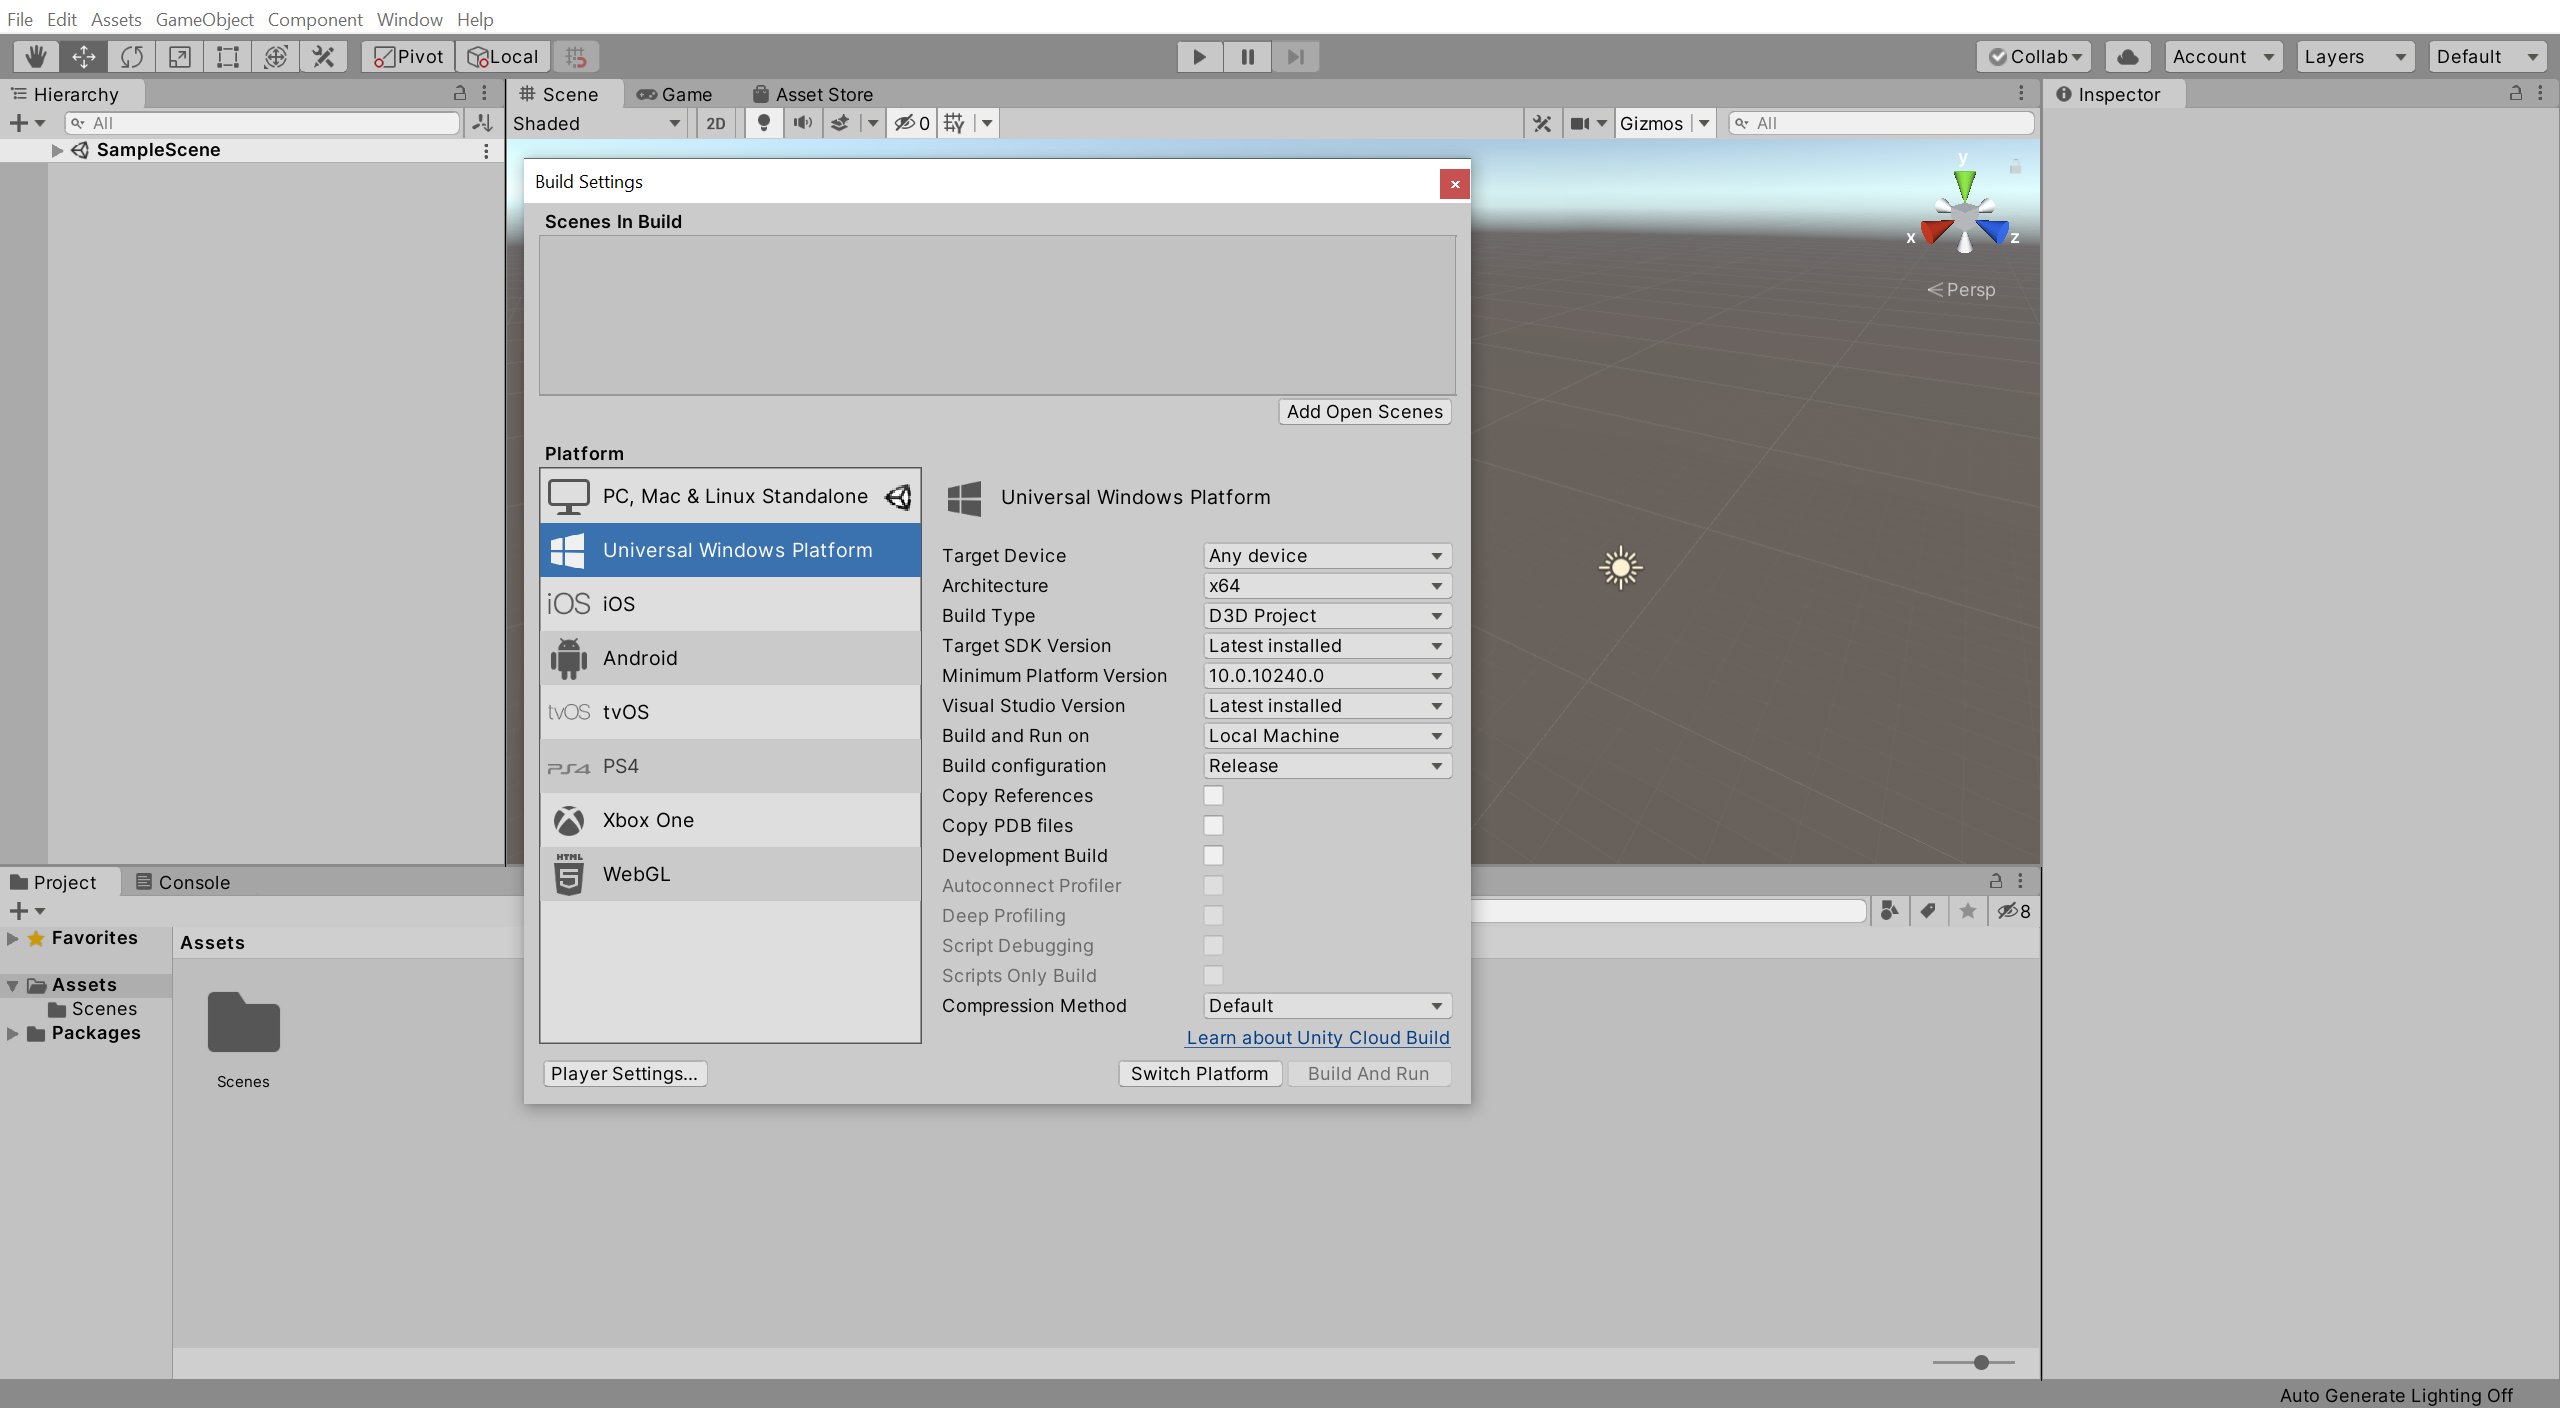 File Edit Assets GameObject Component Window Help
Pivot Local Collab Account Layers Default
Hierarchy
All
SampleScene
Scene Game Asset Store
Shaded 2D 0 Gizmos All
y
x z
Persp
Inspector
Build Settings
x
Scenes In Build
Add Open Scenes
Platform
PC, Mac & Linux Standalone
Universal Windows Platform
iOS iOS
Android
tvOS tvOS
PS4 PS4
Xbox One
HTML 5 WebGL
Universal Windows Platform
Target Device Any device
Architecture x64
Build Type D3D Project
Target SDK Version Latest installed
Minimum Platform Version 10.0.10240.0
Visual Studio Version Latest installed
Build and Run on Local Machine
Build configuration Release
Copy References
Copy PDB files
Development Build
Autoconnect Profiler
Deep Profiling
Script Debugging
Scripts Only Build
Compression Method Default
Learn about Unity Cloud Build
Player Settings... Switch Platform Build And Run
Project Console
8
Favorites
Assets
Scenes
Packages
Assets
Scenes
Auto Generate Lighting Off